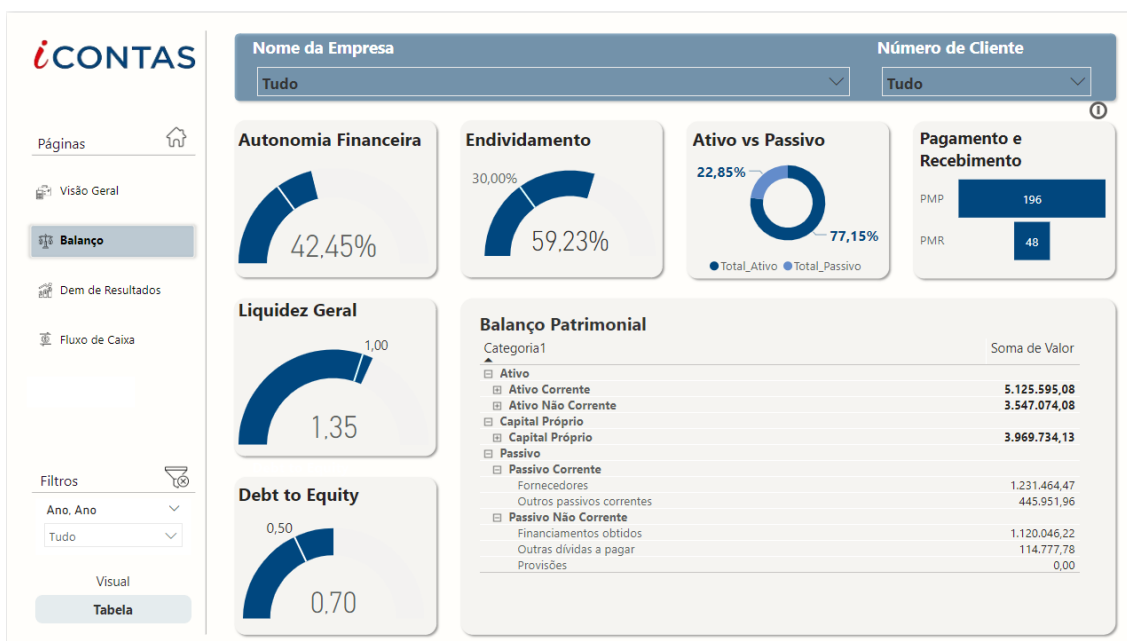 iCONTAS
Nome da Empresa
Número de Cliente
Tudo
Tudo
Páginas
Visão Geral
Balanço
Dem de Resultados
Fluxo de Caixa
Filtros
Ano, Ano
Tudo
Visual
Tabela
Autonomia Financeira
42,45%
Endividamento
30,00%
59,23%
Ativo vs Passivo
22,85%
77,15%
Total_Ativo Total_Passivo
Pagamento e
Recebimento
PMP 196
PMR 48
Liquidez Geral
1,00
1,35
Debt to Equity
0,50
0,70
Balanço Patrimonial
Categoria1 Soma de Valor
Ativo
Ativo Corrente 5.125.595,08
Ativo Não Corrente 3.547.074,08
Capital Próprio
Capital Próprio 3.969.734,13
Passivo
Passivo Corrente
Fornecedores 1.231.464,47
Outros passivos correntes 445.951,96
Passivo Não Corrente
Financiamentos obtidos 1.120.046,22
Outras dívidas a pagar 114.777,78
Provisões 0,00